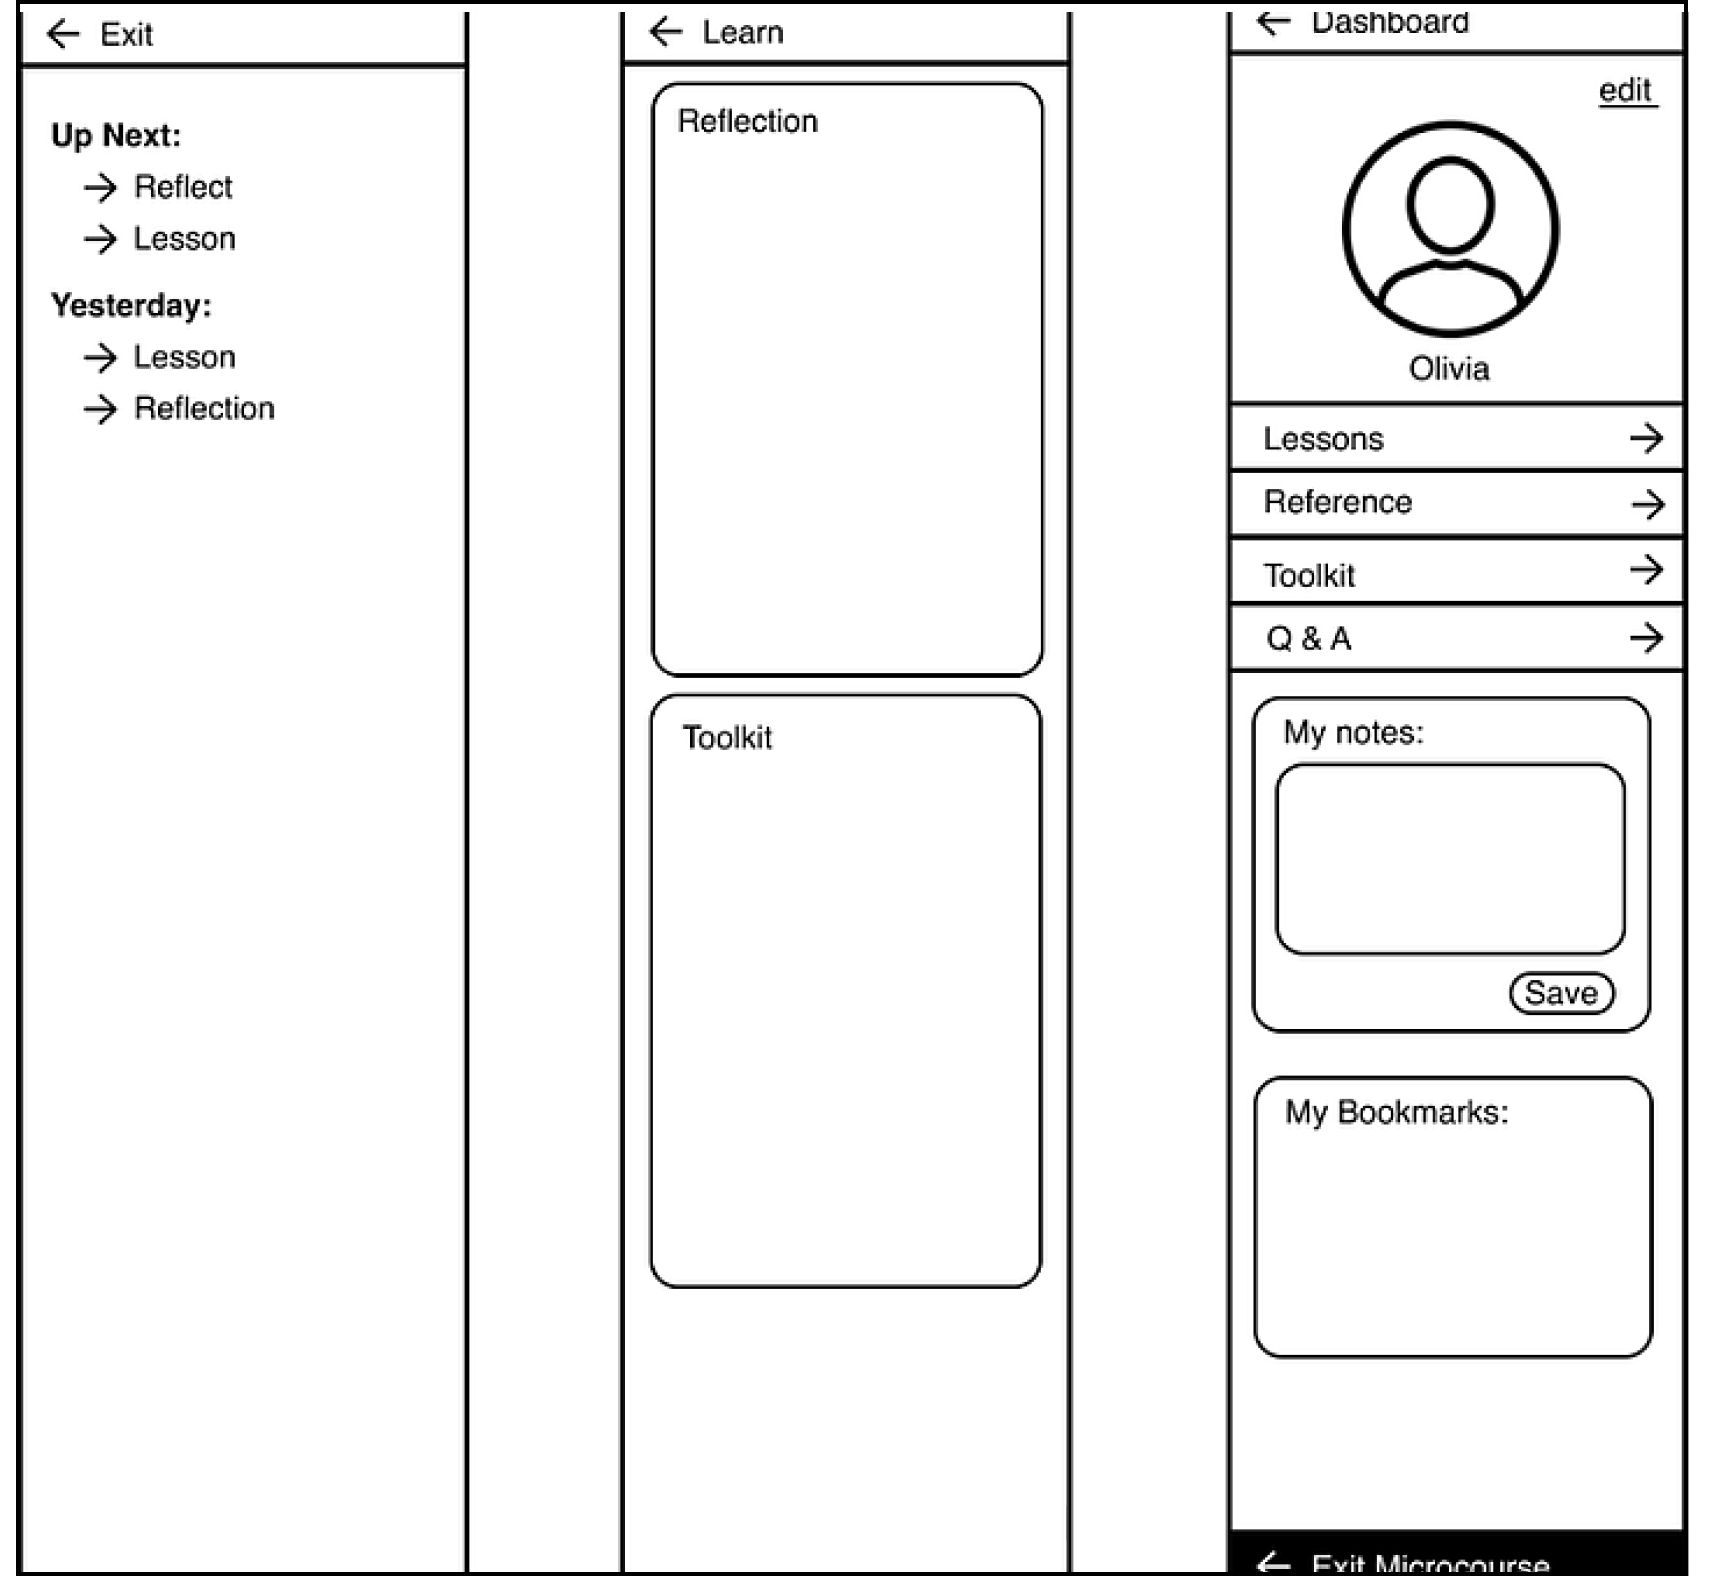 Exit
Up Next:
Reflect
Lesson
Yesterday:
Lesson
Reflection
Learn
Reflection
Toolkit
Dashboard
edit
Olivia
Lessons
Reference
Toolkit
Q & A
My notes:
Save
My Bookmarks:
Exit Microcourse